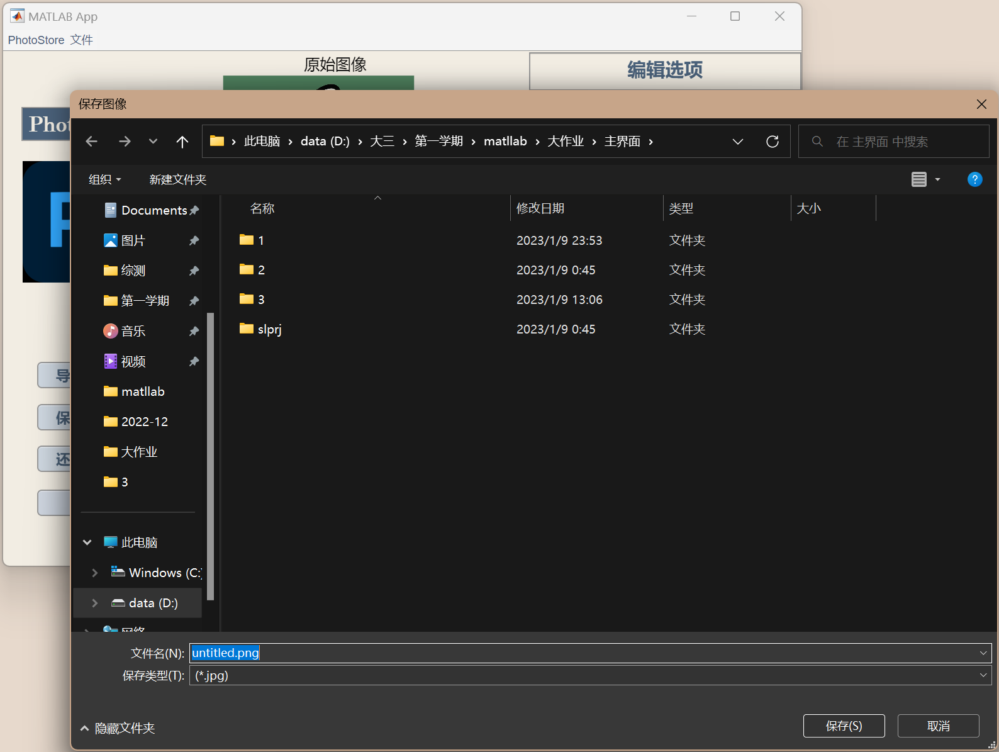 MATLAB App
PhotoStore 文件
原始图像
编辑选项
Phot
导
保
还
保存图像
此电脑 › data (D:) › 大三 › 第一学期 › matllab › 大作业 › 主界面 ›
在 主界面 中搜索
组织 新建文件夹
名称 修改日期 类型 大小
1 2023/1/9 23:53 文件夹
2 2023/1/9 0:45 文件夹
3 2023/1/9 13:06 文件夹
slprj 2023/1/9 0:45 文件夹
Documents
图片
综测
第一学期
音乐
视频
matllab
2022-12
大作业
3
此电脑
Windows (C:)
data (D:)
网络
文件名(N): untitled.png
保存类型(T): (*.jpg)
隐藏文件夹
保存(S) 取消